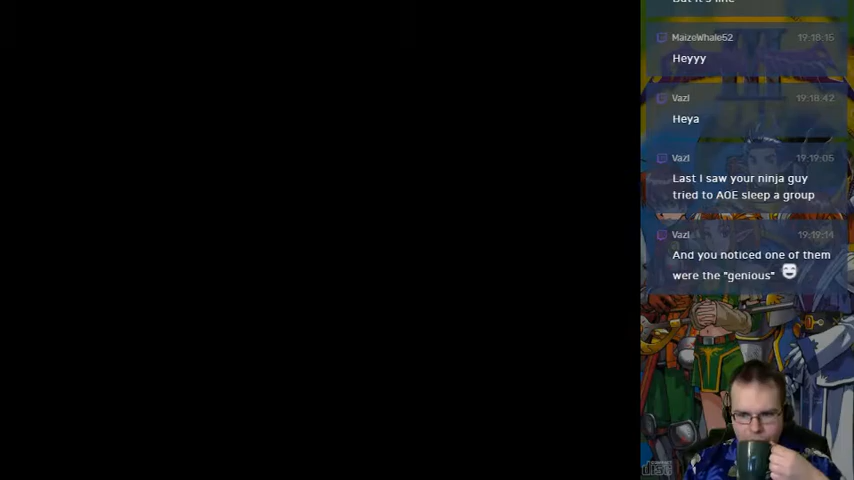 But it's fine
MaizeWhale52 19:18:15
Heyyy
Vazl 19:18:42
Heya
Vazl 19:19:05
Last I saw your ninja guy
tried to AOE sleep a group
Vazl 19:19:14
And you noticed one of them
were the "genious"
disc